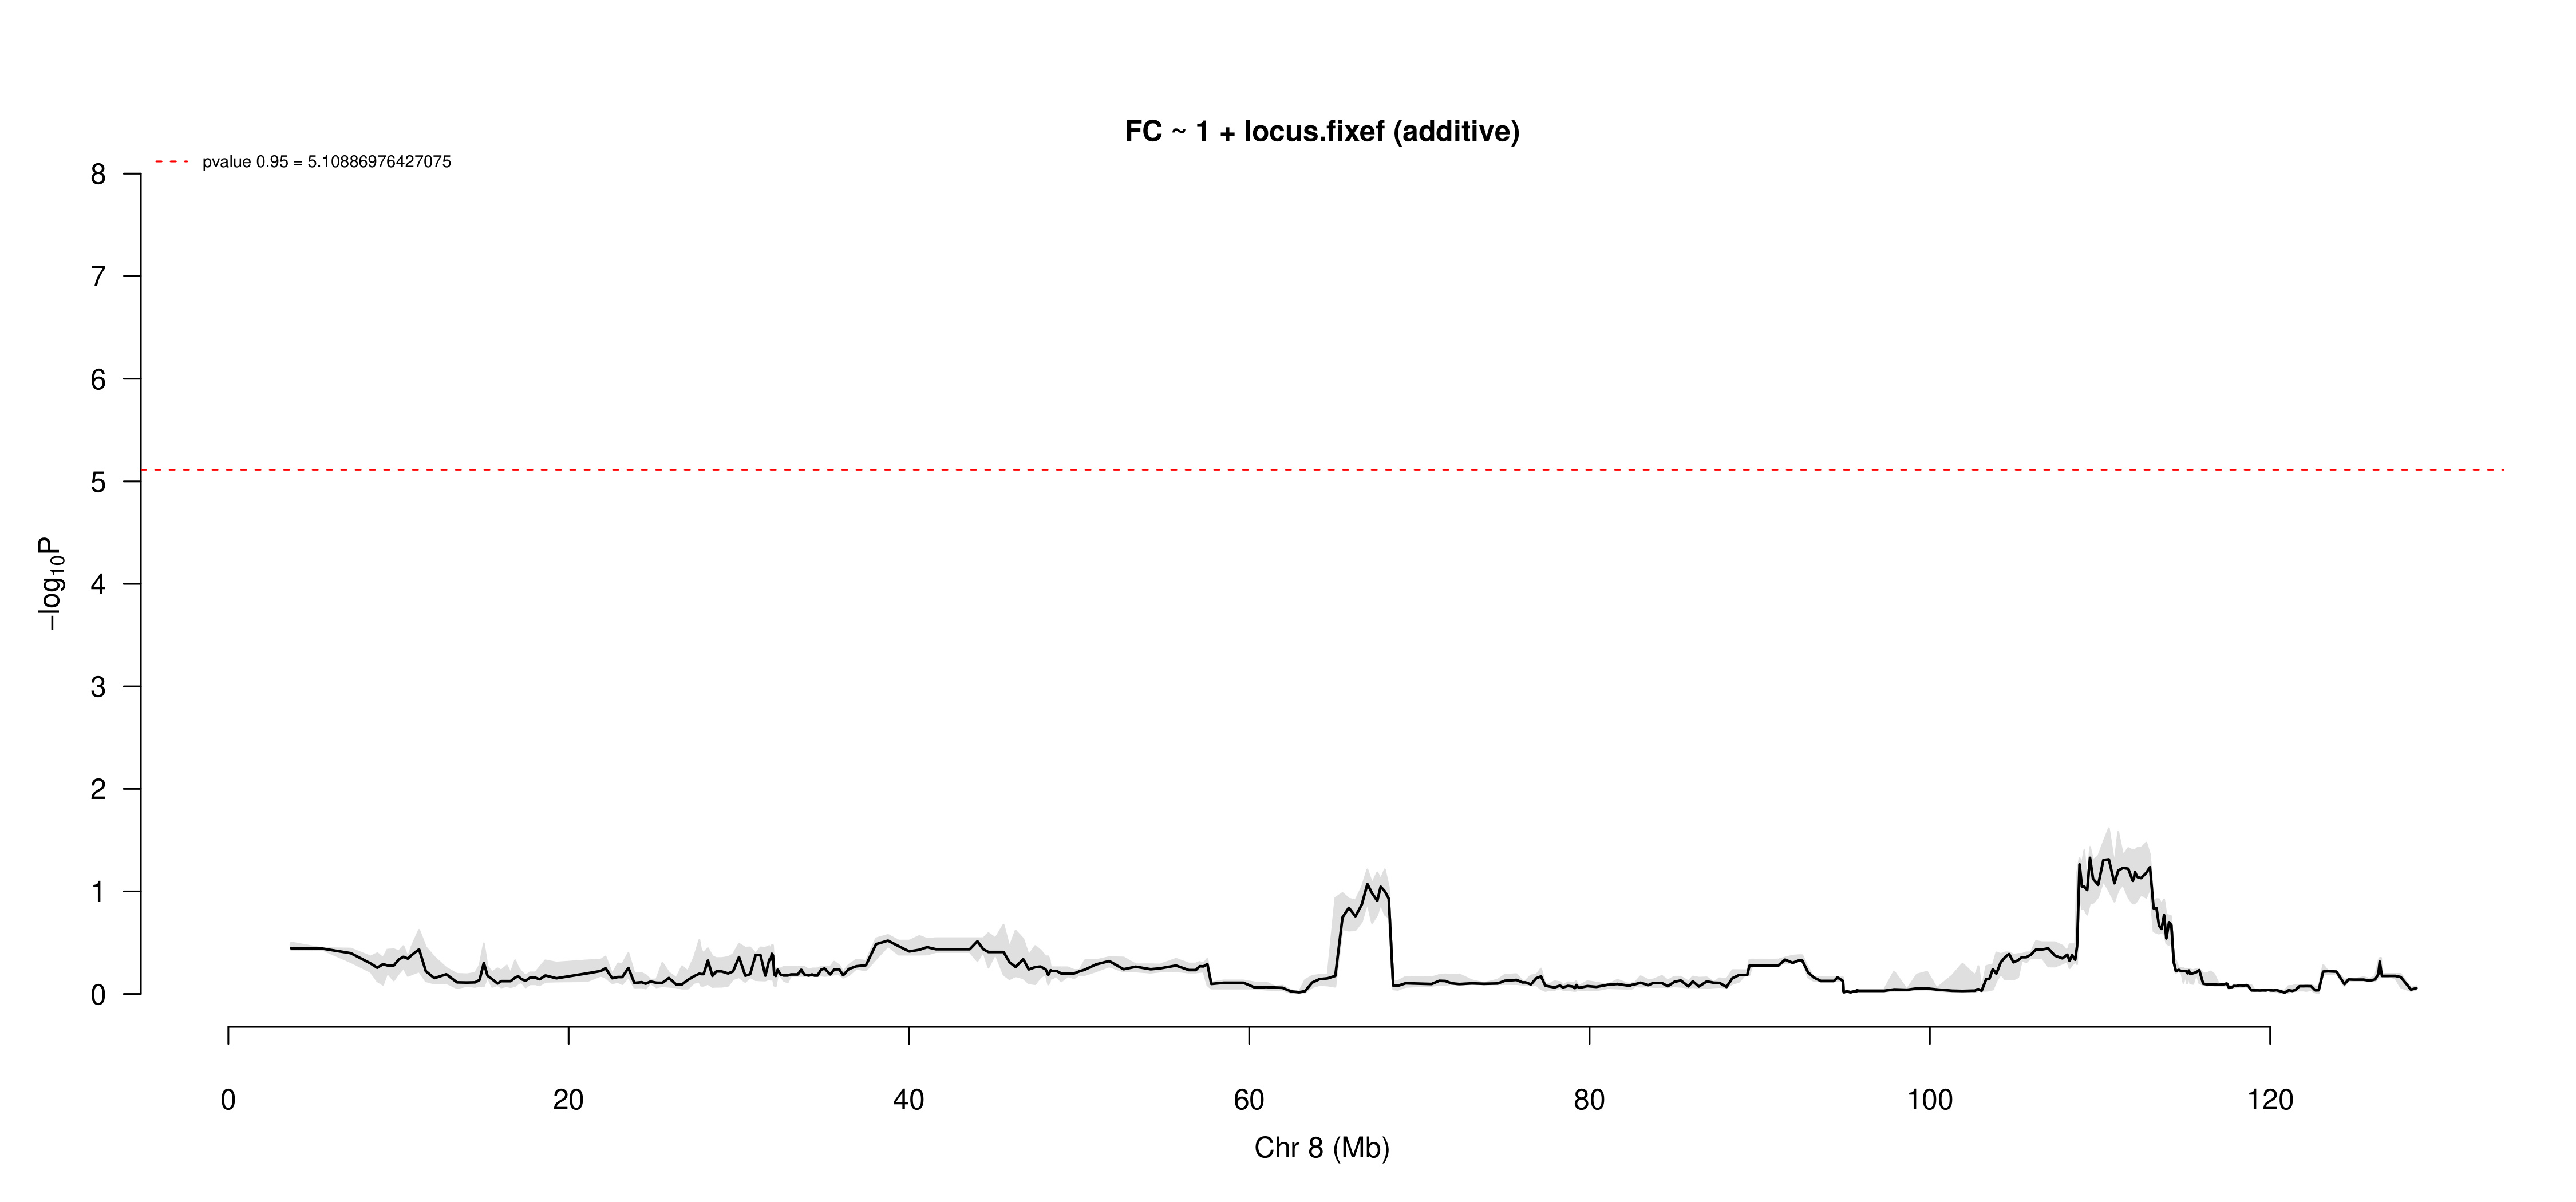 FC ~ 1 + locus.fixef (additive)
pvalue 0.95 = 5.10886976427075
8
7
6
5
4
3
2
1
0
−log₁₀P
0 20 40 60 80 100 120
Chr 8 (Mb)